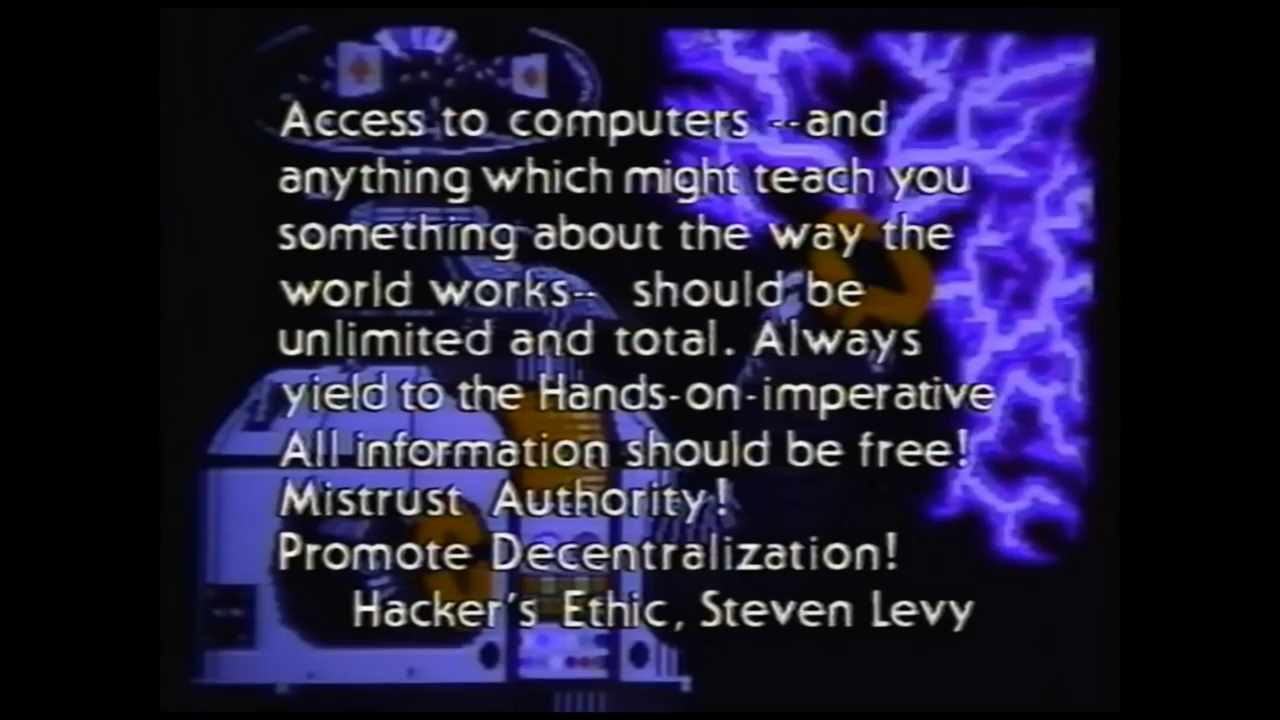 Access to computers --and
anything which might teach you
something about the way the
world works-- should be
unlimited and total. Always
yield to the Hands-on-imperative
All information should be free!
Mistrust Authority!
Promote Decentralization!
Hacker's Ethic, Steven Levy